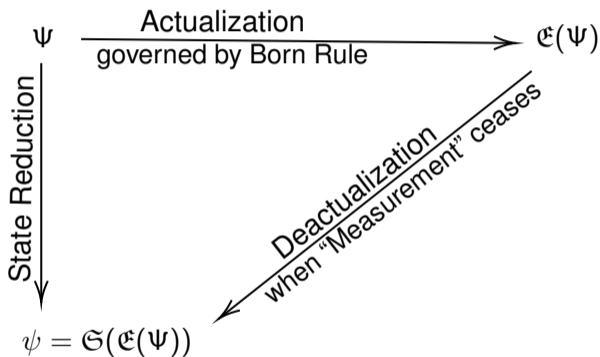 Actualization
Ψ 𝔈(Ψ)
governed by Born Rule
State Reduction
Deactualization
when “Measurement” ceases
ψ = 𝔖(𝔈(Ψ))